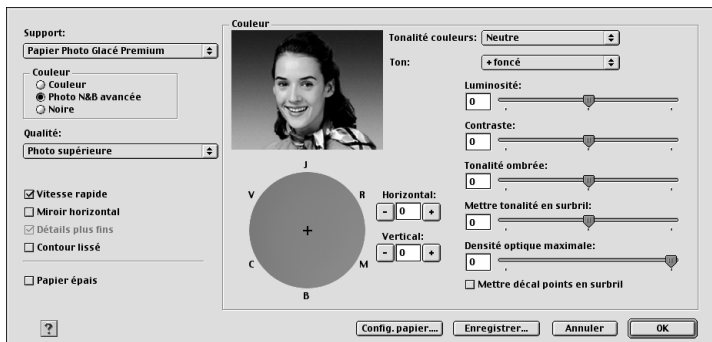 Support:
Papier Photo Glacé Premium
Couleur
Couleur
Photo N&B avancée
Noire
Qualité:
Photo supérieure
Vitesse rapide
Miroir horizontal
Détails plus fins
Contour lissé
Papier épais
?
Couleur
Tonalité couleurs: Neutre
Ton: +foncé
Luminosité:
0
Contraste:
0
Tonalité ombrée:
0
Mettre tonalité en surbril:
0
Densité optique maximale:
0
Mettre décal points en surbril
J
V R
C M
B
Horizontal:
- 0 +
Vertical:
- 0 +
Config. papier.... Enregistrer... Annuler OK